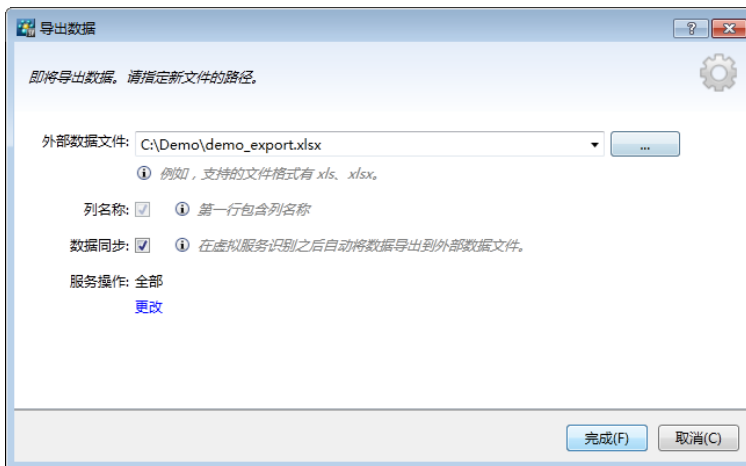 导出数据
即将导出数据。请指定新文件的路径。
外部数据文件: C:\Demo\demo_export.xlsx ...
例如，支持的文件格式有 xls、xlsx。
列名称: 第一行包含列名称
数据同步: 在虚拟服务识别之后自动将数据导出到外部数据文件。
服务操作: 全部
更改
完成(F) 取消(C)